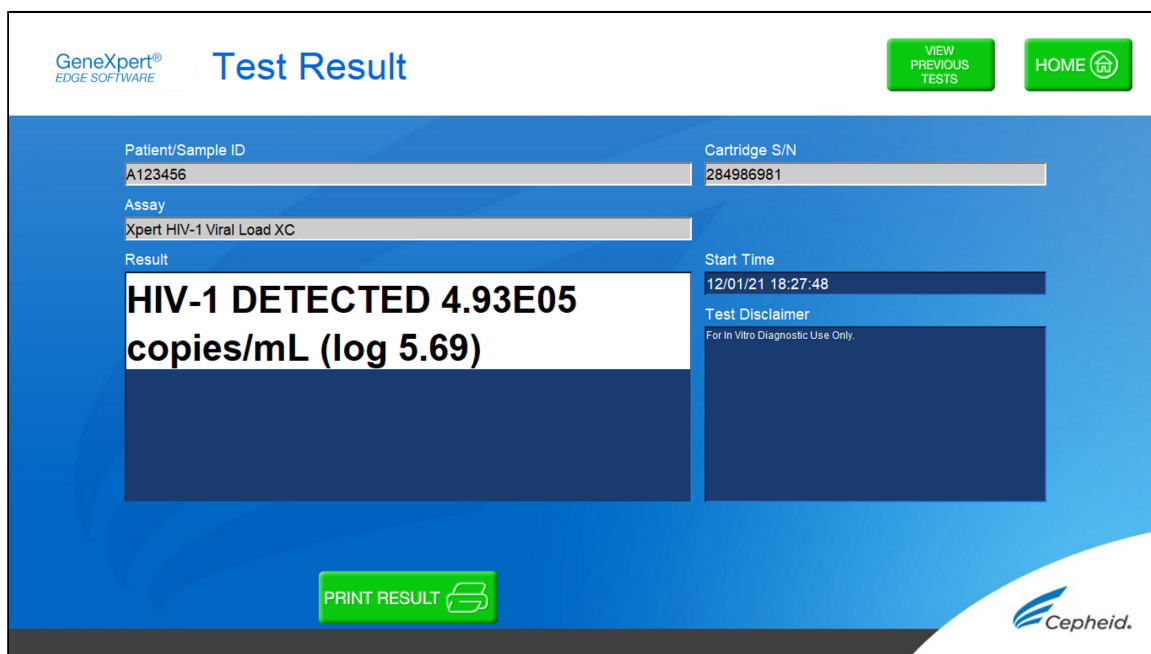 GeneXpert®
EDGE SOFTWARE
Test Result
VIEW
PREVIOUS
TESTS
HOME
Patient/Sample ID
A123456
Cartridge S/N
284986981
Assay
Xpert HIV-1 Viral Load XC
Result
HIV-1 DETECTED 4.93E05
copies/mL (log 5.69)
Start Time
12/01/21 18:27:48
Test Disclaimer
For In Vitro Diagnostic Use Only.
PRINT RESULT
Cepheid.